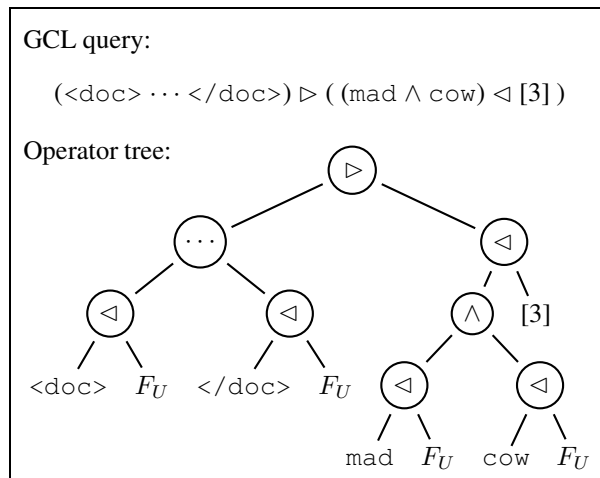 GCL query:
(<doc> ··· </doc>) ▷ ( (mad ∧ cow) ◁ [3] )
Operator tree:
▷
··· ◁
◁ ◁ ∧ [3]
<doc> F_U </doc> F_U ◁ ◁
mad F_U cow F_U